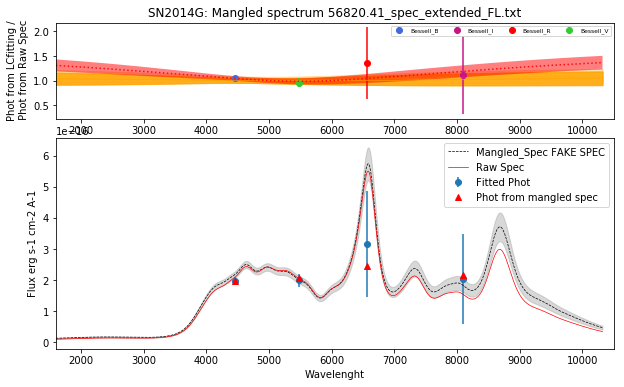 SN2014G: Mangled spectrum 56820.41_spec_extended_FL.txt
Phot from LCfitting /
Phot from Raw Spec
2.0
1.5
1.0
0.5
Bessell_B
Bessell_I
Bessell_R
Bessell_V
2000 3000 4000 5000 6000 7000 8000 9000 10000
1e−16
Flux erg s-1 cm-2 A-1
6
5
4
3
2
1
0
Mangled_Spec FAKE SPEC
Raw Spec
Fitted Phot
Phot from mangled spec
2000 3000 4000 5000 6000 7000 8000 9000 10000
Wavelenght